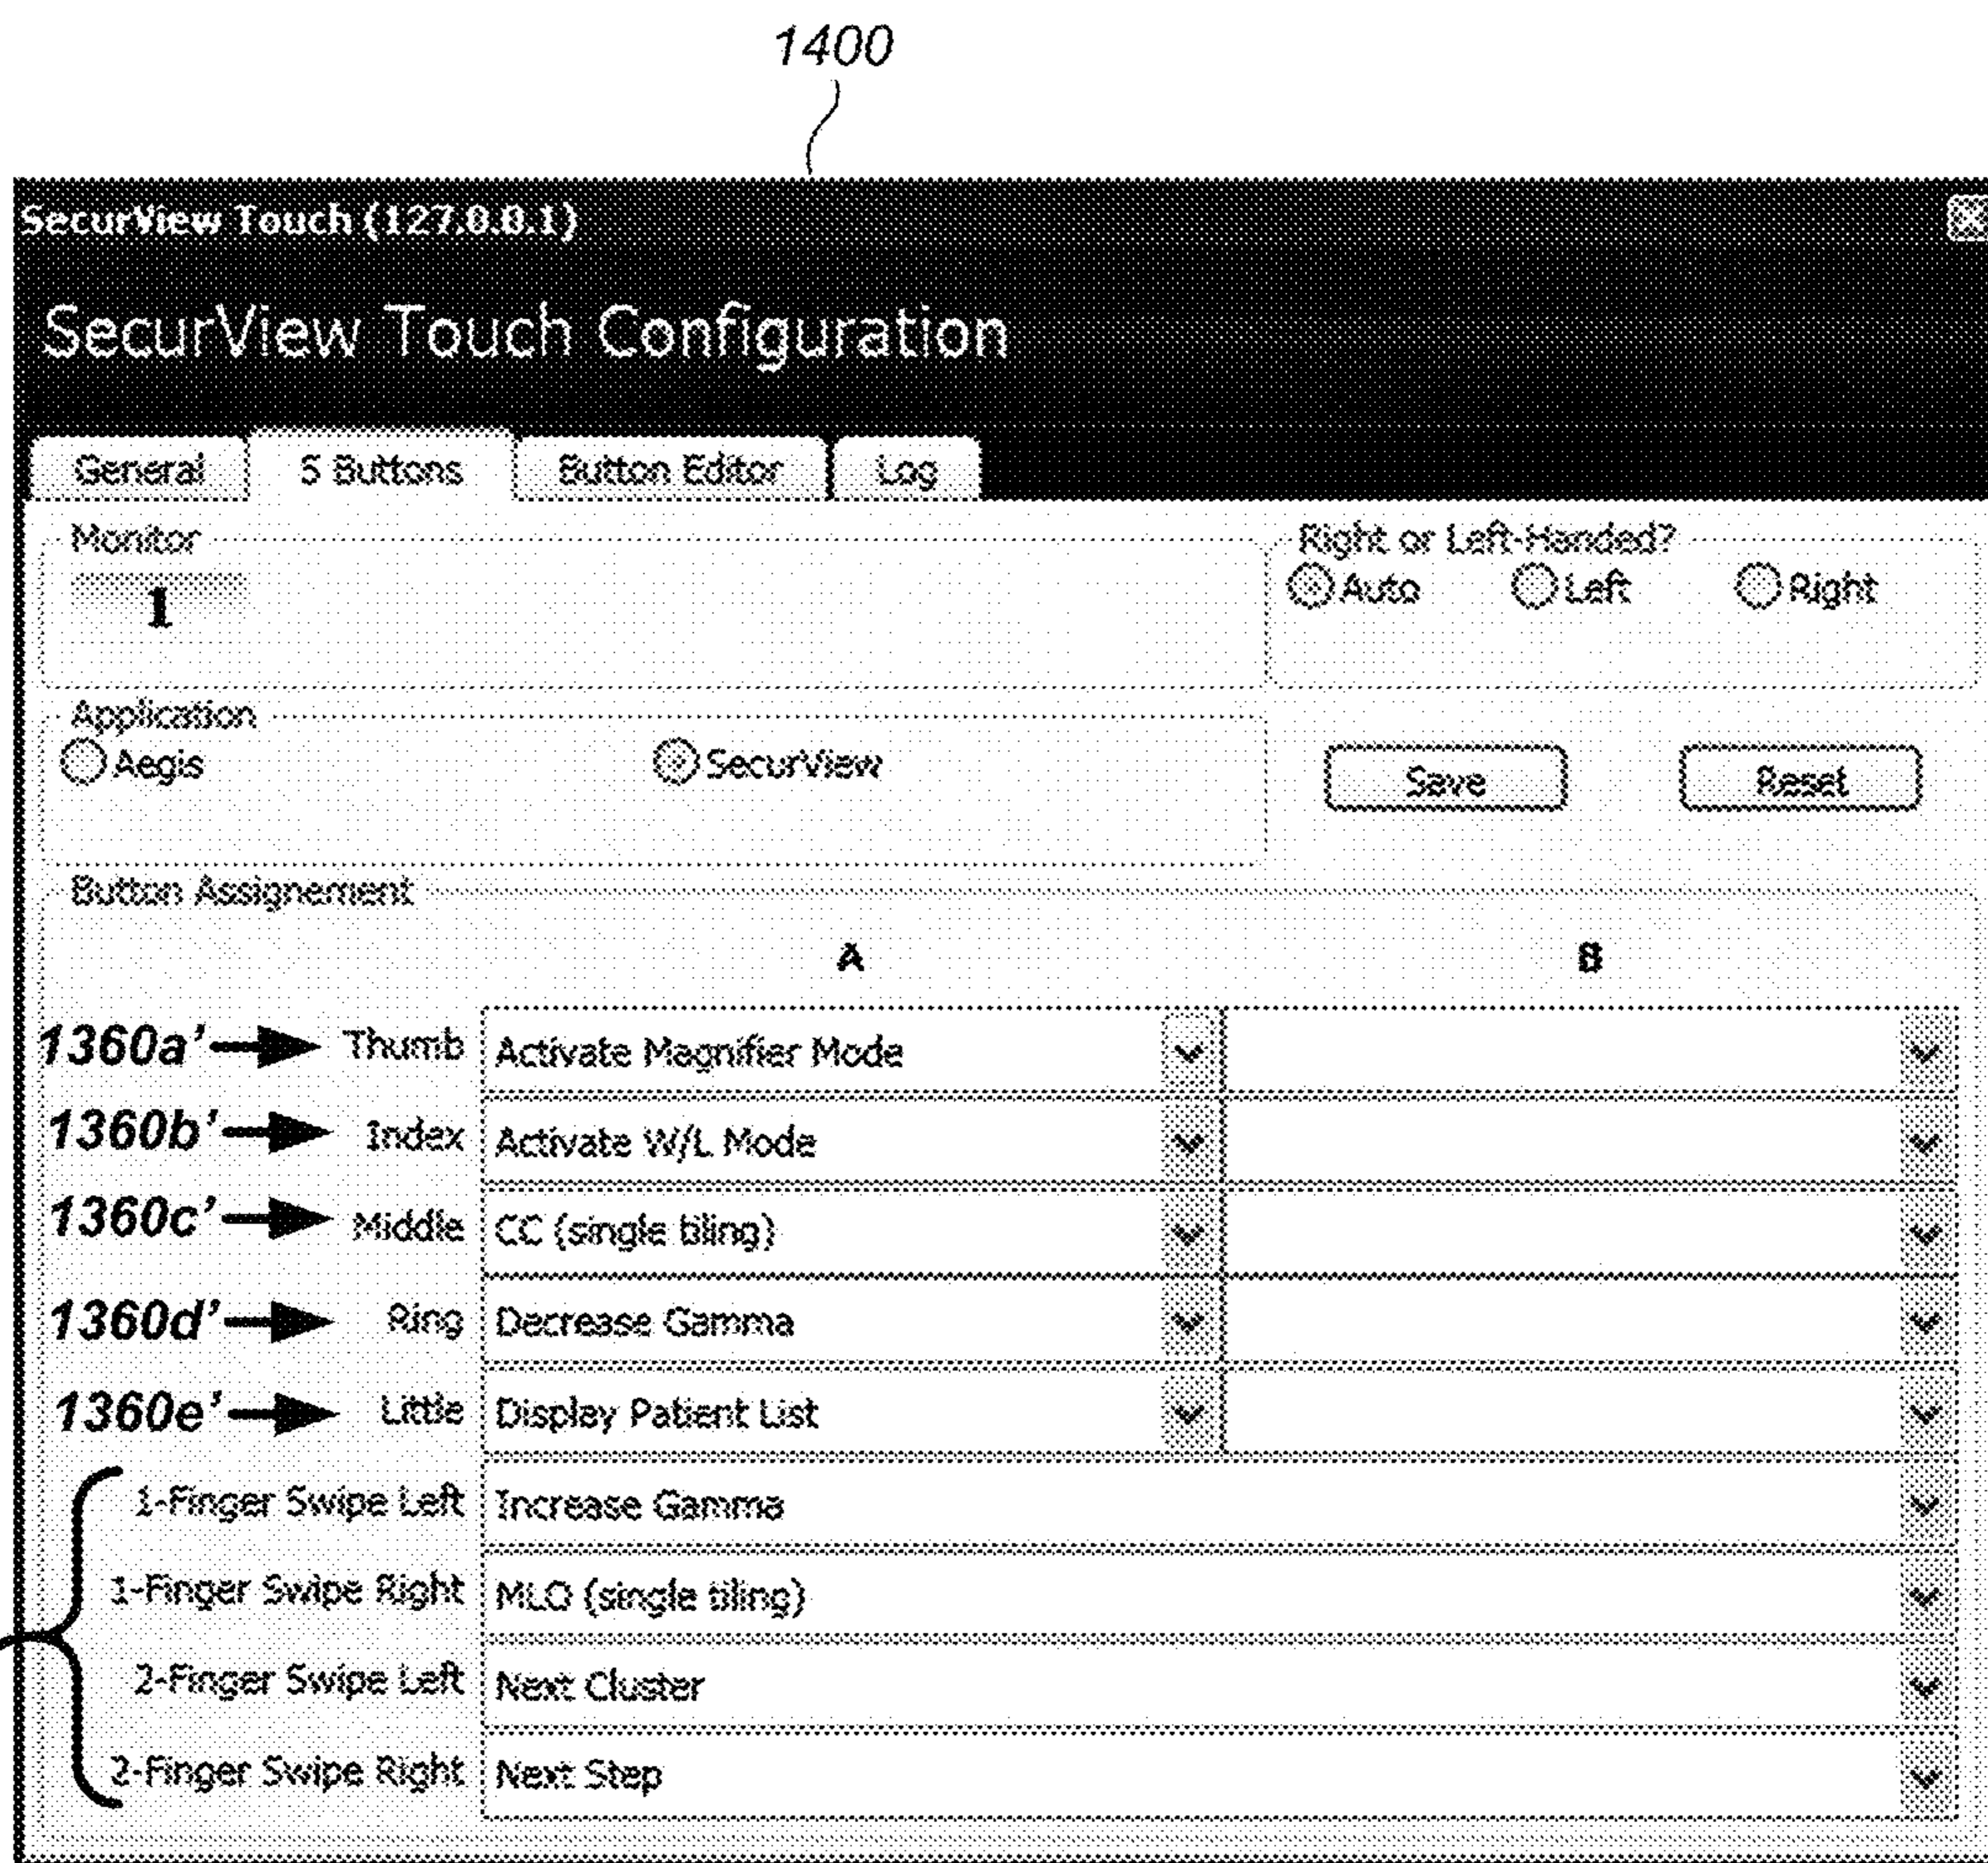 1400
SecurView Touch (127.0.0.1)
SecurView Touch Configuration
General 5 Buttons Button Editor Log
Monitor Right or Left-Handed?
1 Auto Left Right
Application
Aegis SecurView Save Reset
Button Assignement
A B
1360a' Thumb Activate Magnifier Mode
1360b' Index Activate W/L Mode
1360c' Middle CC (single tiling)
1360d' Ring Decrease Gamma
1360e' Little Display Patient List
1-Finger Swipe Left Increase Gamma
1-Finger Swipe Right MLO (single tiling)
2-Finger Swipe Left Next Cluster
2-Finger Swipe Right Next Step